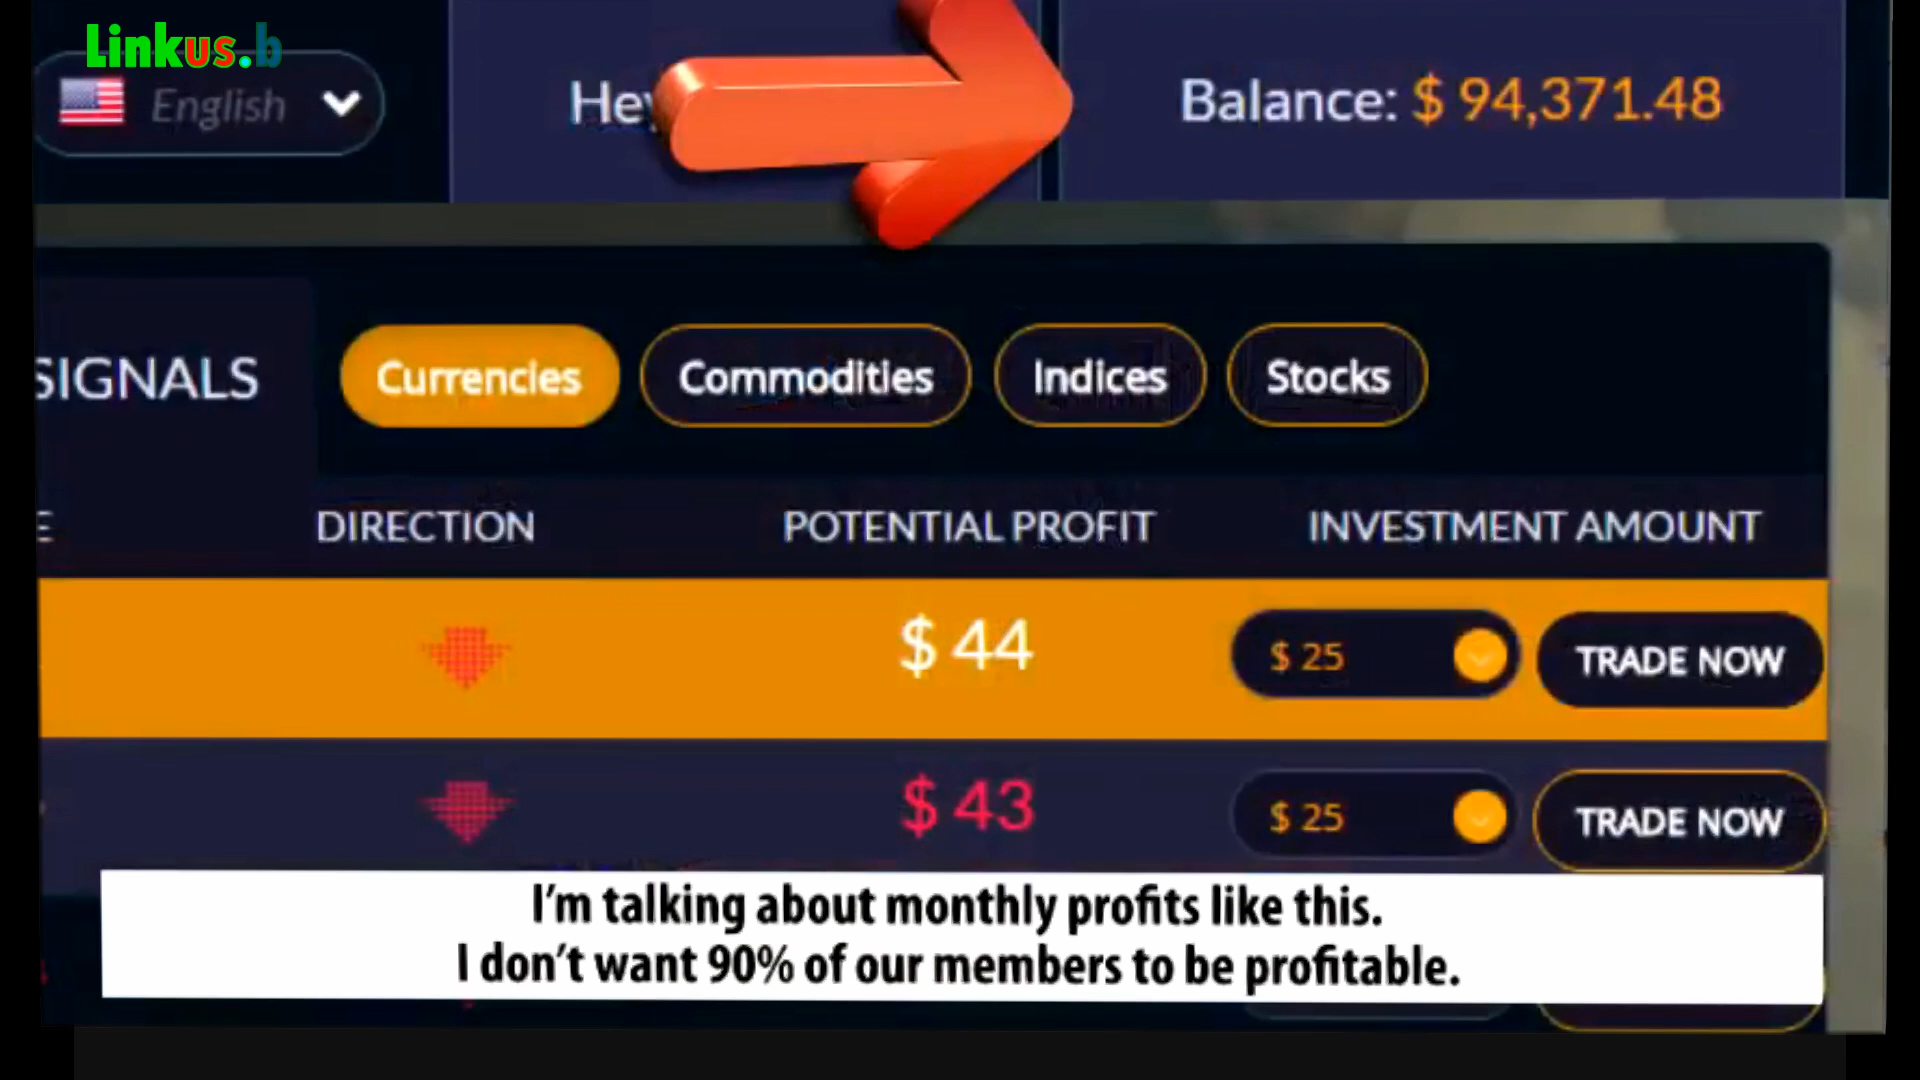 Linkus.b
English
Hey
Balance: $ 94,371.48
SIGNALS
Currencies
Commodities
Indices
Stocks
E
DIRECTION
POTENTIAL PROFIT
INVESTMENT AMOUNT
$ 44
$ 25
TRADE NOW
$ 43
$ 25
TRADE NOW
I'm talking about monthly profits like this.
I don't want 90% of our members to be profitable.